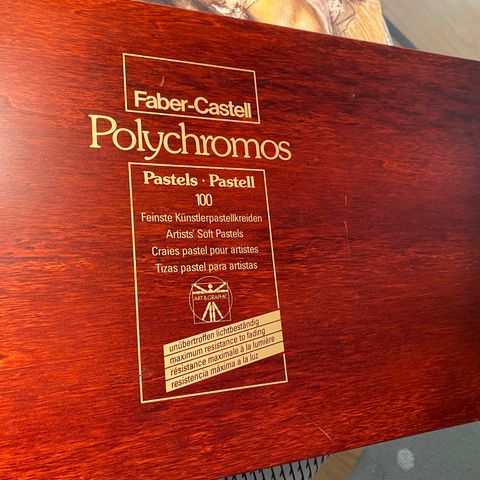 Faber-Castell
Polychromos
Pastels · Pastell
100
Feinste Künstlerpastellkreiden
Artists' Soft Pastels
Craies pastel pour artistes
Tizas pastel para artistas
ART & GRAPHIC
unübertroffen lichtbeständig
maximum resistance to fading
résistance maximale à la lumière
resistencia máxima a la luz